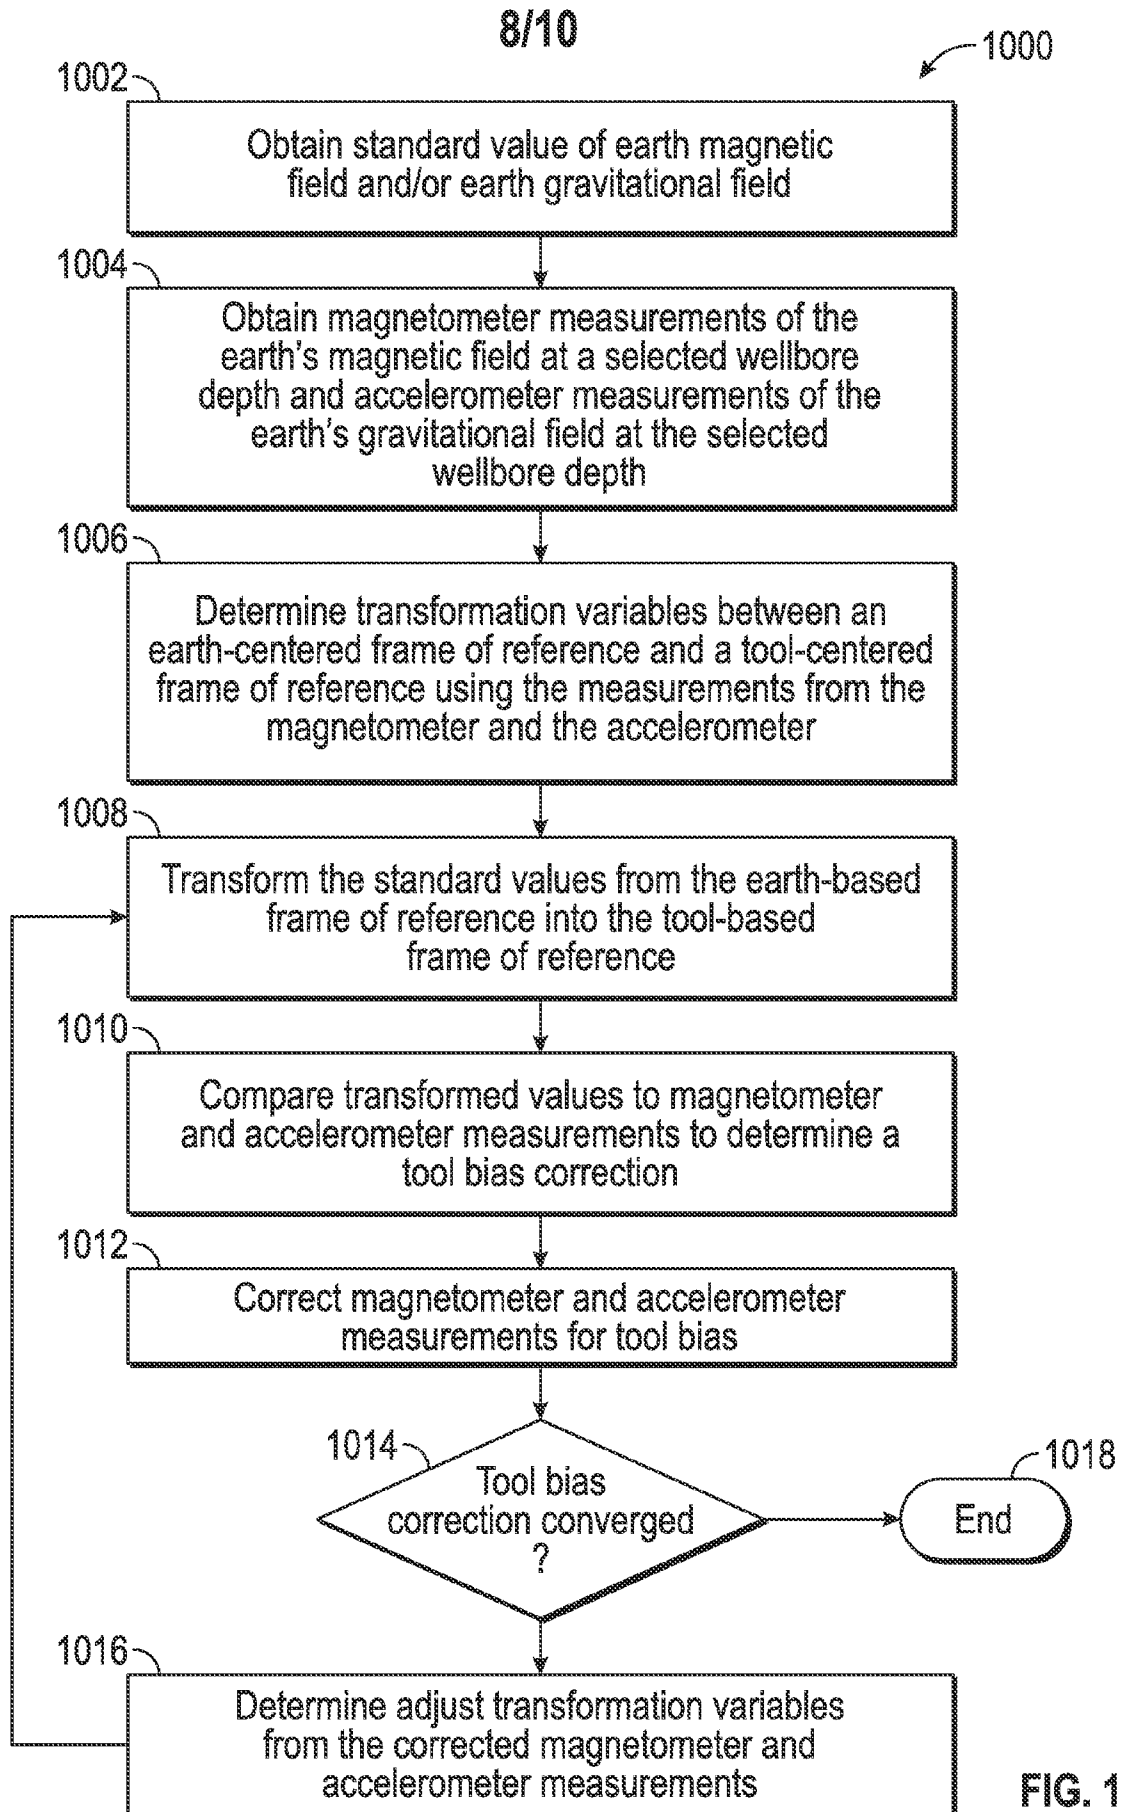 8/10
1000
1002
Obtain standard value of earth magnetic
field and/or earth gravitational field
1004
Obtain magnetometer measurements of the
earth's magnetic field at a selected wellbore
depth and accelerometer measurements of the
earth's gravitational field at the selected
wellbore depth
1006
Determine transformation variables between an
earth-centered frame of reference and a tool-centered
frame of reference using the measurements from the
magnetometer and the accelerometer
1008
Transform the standard values from the earth-based
frame of reference into the tool-based
frame of reference
1010
Compare transformed values to magnetometer
and accelerometer measurements to determine a
tool bias correction
1012
Correct magnetometer and accelerometer
measurements for tool bias
1014
Tool bias
correction converged
?
1018
End
1016
Determine adjust transformation variables
from the corrected magnetometer and
accelerometer measurements
FIG. 1